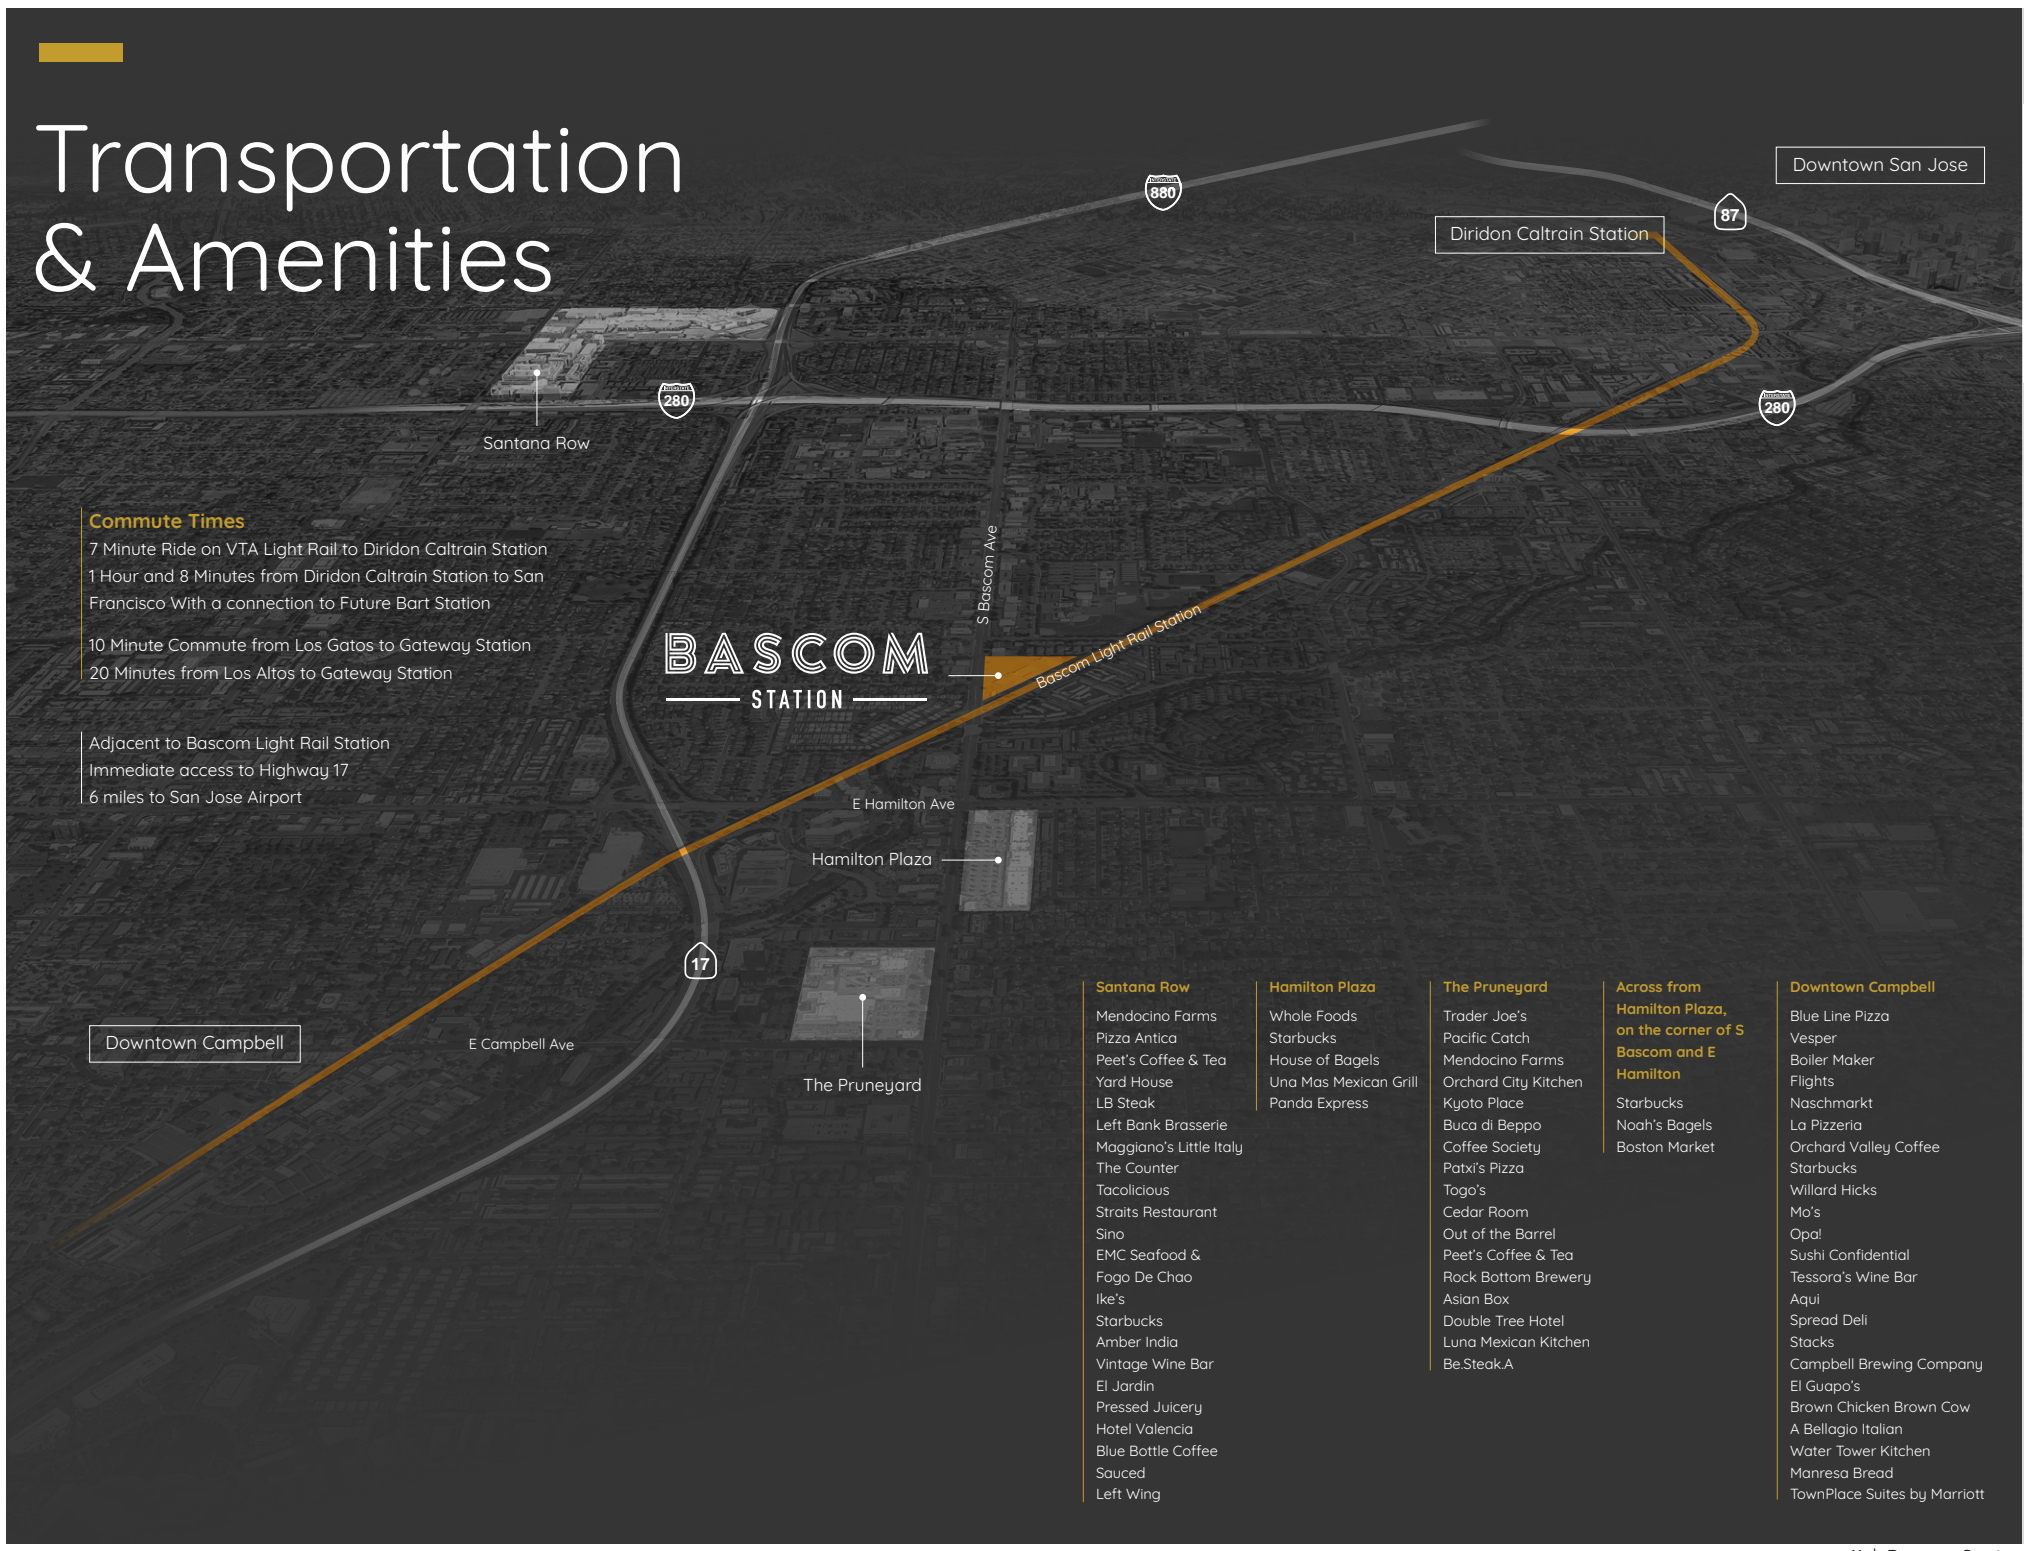 Transportation
& Amenities
INTERSTATE
880
Downtown San Jose
87
Diridon Caltrain Station
INTERSTATE
280
INTERSTATE
280
Santana Row
Commute Times
7 Minute Ride on VTA Light Rail to Diridon Caltrain Station
1 Hour and 8 Minutes from Diridon Caltrain Station to San
Francisco With a connection to Future Bart Station
10 Minute Commute from Los Gatos to Gateway Station
20 Minutes from Los Altos to Gateway Station
Adjacent to Bascom Light Rail Station
Immediate access to Highway 17
6 miles to San Jose Airport
S Bascom Ave
BASCOM
STATION
Bascom Light Rail Station
E Hamilton Ave
Hamilton Plaza
17
Downtown Campbell
E Campbell Ave
The Pruneyard
Santana Row
Mendocino Farms
Pizza Antica
Peet's Coffee & Tea
Yard House
LB Steak
Left Bank Brasserie
Maggiano's Little Italy
The Counter
Tacolicious
Straits Restaurant
Sino
EMC Seafood &
Fogo De Chao
Ike's
Starbucks
Amber India
Vintage Wine Bar
El Jardin
Pressed Juicery
Hotel Valencia
Blue Bottle Coffee
Sauced
Left Wing
Hamilton Plaza
Whole Foods
Starbucks
House of Bagels
Una Mas Mexican Grill
Panda Express
The Pruneyard
Trader Joe's
Pacific Catch
Mendocino Farms
Orchard City Kitchen
Kyoto Place
Buca di Beppo
Coffee Society
Patxi's Pizza
Togo's
Cedar Room
Out of the Barrel
Peet's Coffee & Tea
Rock Bottom Brewery
Asian Box
Double Tree Hotel
Luna Mexican Kitchen
Be.Steak.A
Across from
Hamilton Plaza,
on the corner of S
Bascom and E
Hamilton
Starbucks
Noah's Bagels
Boston Market
Downtown Campbell
Blue Line Pizza
Vesper
Boiler Maker
Flights
Naschmarkt
La Pizzeria
Orchard Valley Coffee
Starbucks
Willard Hicks
Mo's
Opa!
Sushi Confidential
Tessora's Wine Bar
Aqui
Spread Deli
Stacks
Campbell Brewing Company
El Guapo's
Brown Chicken Brown Cow
A Bellagio Italian
Water Tower Kitchen
Manresa Bread
TownPlace Suites by Marriott